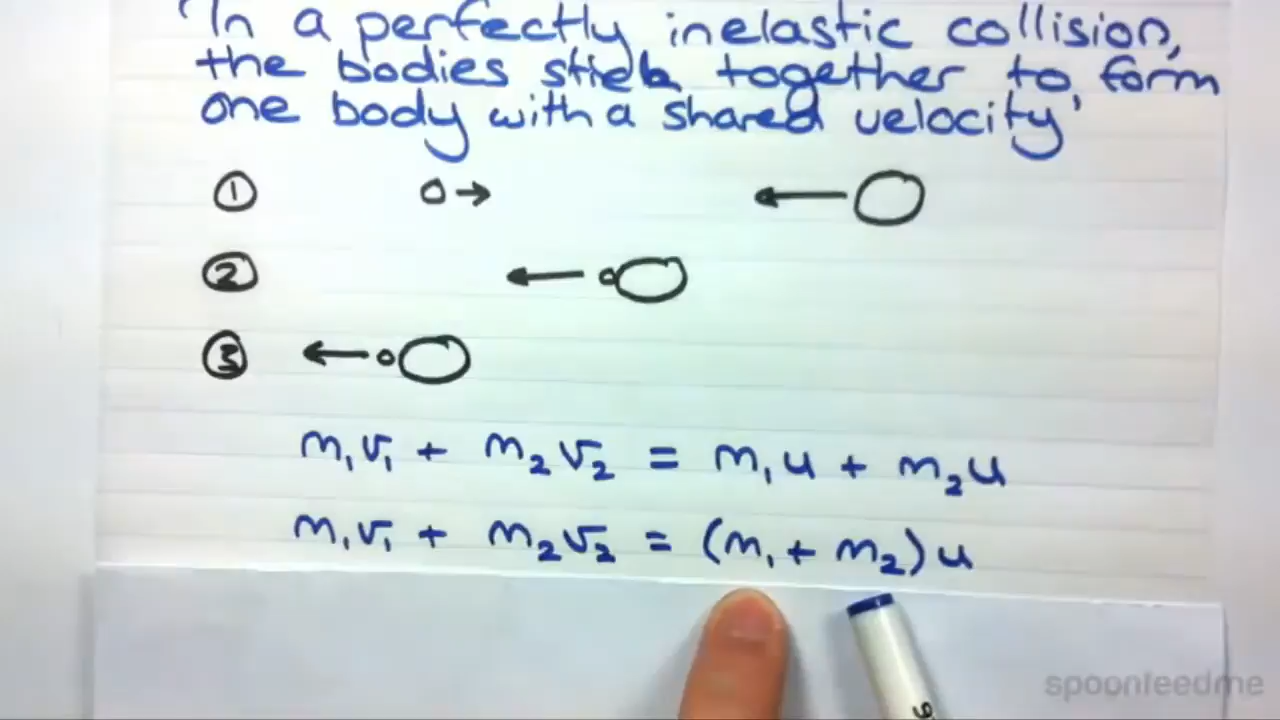 'In a perfectly inelastic collision,
the bodies stick together to form
one body with a shared velocity'
①
②
③
m₁v₁ + m₂v₂ = m₁u + m₂u
m₁v₁ + m₂v₂ = (m₁ + m₂)u
spoonfeedme